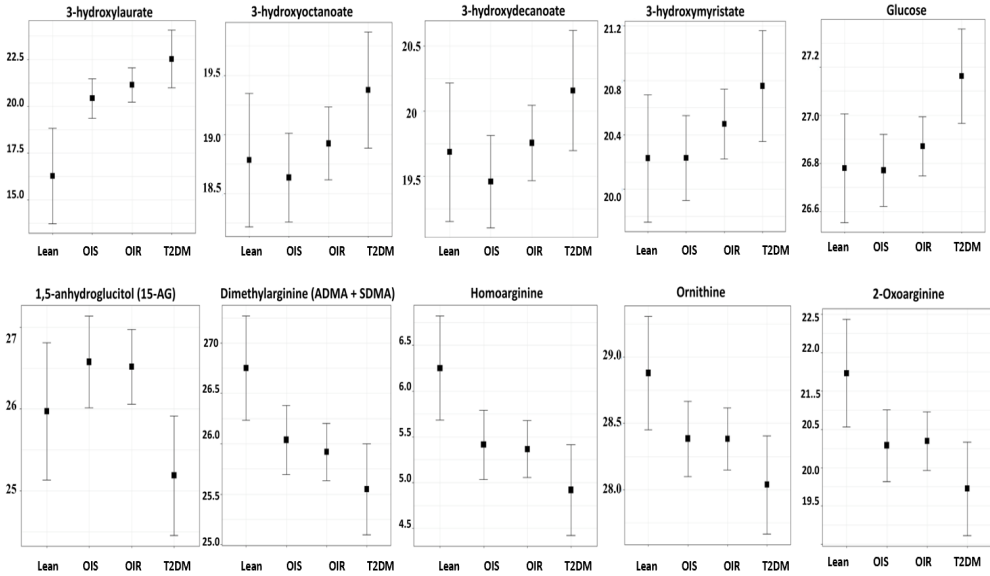 3-hydroxylaurate
22.5
20.0
17.5
15.0
Lean OIS OIR T2DM
3-hydroxyoctanoate
19.5
19.0
18.5
Lean OIS OIR T2DM
3-hydroxydecanoate
20.5
20
19.5
Lean OIS OIR T2DM
3-hydroxymyristate
21.2
20.8
20.4
20.0
Lean OIS OIR T2DM
Glucose
27.2
27.0
26.8
26.6
Lean OIS OIR T2DM
1,5-anhydroglucitol (15-AG)
27
26
25
Lean OIS OIR T2DM
Dimethylarginine (ADMA + SDMA)
270
26.5
26.0
25.5
25.0
Lean OIS OIR T2DM
Homoarginine
6.5
6.0
5.5
5.0
4.5
Lean OIS OIR T2DM
Ornithine
29.0
28.5
28.0
Lean OIS OIR T2DM
2-Oxoarginine
22.5
22.0
21..5
20.5
20.0
19.5
Lean OIS OIR T2DM